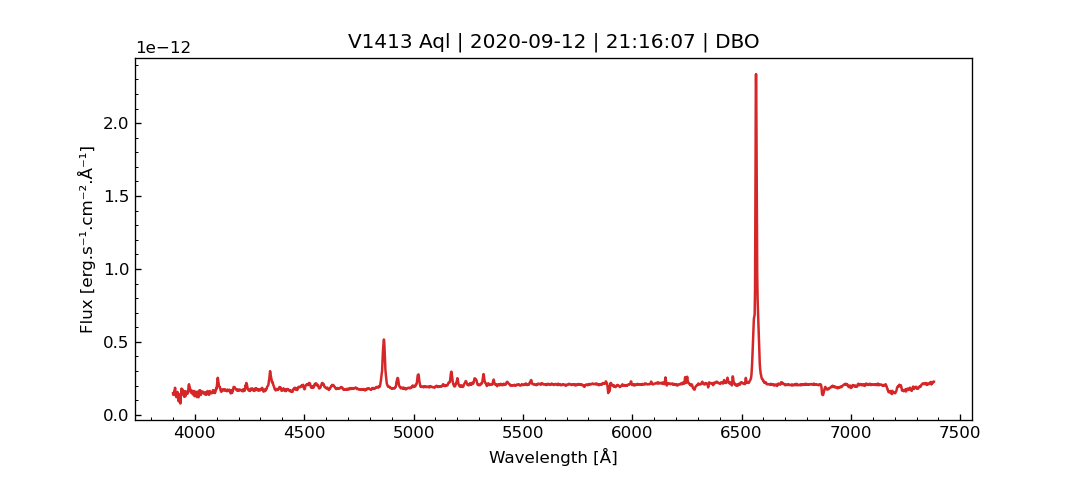 V1413 Aql | 2020-09-12 | 21:16:07 | DBO
1e−12
2.0
1.5
1.0
0.5
0.0
Flux [erg.s⁻¹.cm⁻².Å⁻¹]
4000 4500 5000 5500 6000 6500 7000 7500
Wavelength [Å]